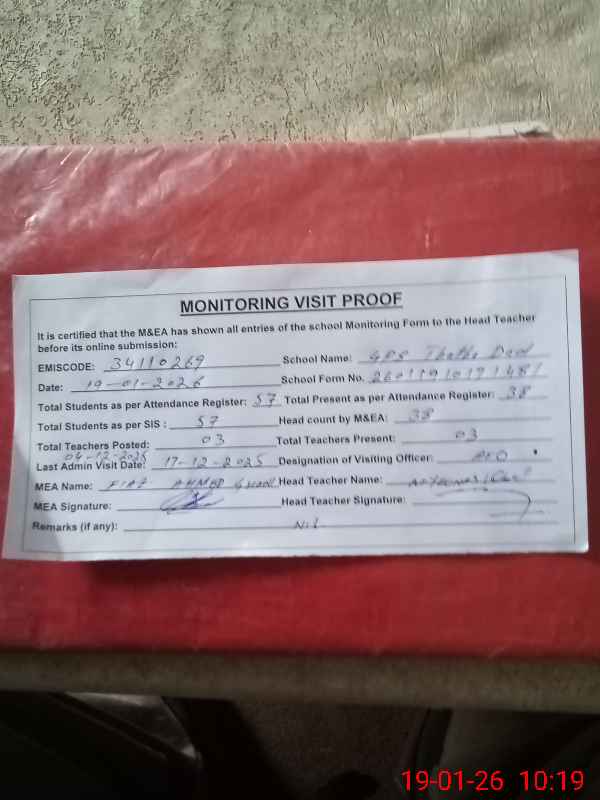 MONITORING VISIT PROOF
It is certified that the M&EA has shown all entries of the school Monitoring Form to the Head Teacher
before its online submission:
EMISCODE: 34110269 School Name: GPS Thatha Dad
Date: 19-01-2026 School Form No.
Total Students as per Attendance Register: 57 Total Present as per Attendance Register: 38
Total Students as per SIS : 57 Head count by M&EA: 38
Total Teachers Posted: 03 Total Teachers Present: 03
04-12-2025
Last Admin Visit Date: 17-12-2025 Designation of Visiting Officer:
MEA Name: FIAZ AHMED Head Teacher Name:
MEA Signature: Head Teacher Signature:
Remarks (if any): Nil
19-01-26 10:19